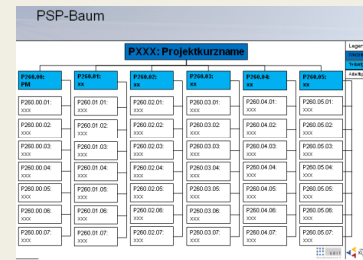 PSP-Baum
PXXX: Projektkurzname
P260.00:
PM
P260.01:
xx
P260.02:
xx
P260.03:
xx
P260.04:
xx
P260.05:
xx
P260.00.01:
xxx
P260.01.01:
xxx
P260.02.01:
xxx
P260.03.01:
xxx
P260.04.01:
xxx
P260.05.01:
xxx
P260.00.02
xxx
P260.01.02:
xxx
P260.02.02:
xxx
P260.03.02:
xxx
P260.04.02:
xxx
P260.05.02:
xxx
P260.00.03
xxx
P260.01.03:
xxx
P260.02.03:
xxx
P260.03.03:
xxx
P260.04.03:
xxx
P260.05.03:
xxx
P260.00.04:
xxx
P260.01.04:
xxx
P260.02.04:
xxx
P260.03.04:
xxx
P260.04.04:
xxx
P260.05.04:
xxx
P260.00.05:
xxx
P260.01.05:
xxx
P260.02.05:
xxx
P260.03.05:
xxx
P260.04.05:
xxx
P260.05.05:
xxx
P260.00.06:
xxx
P260.01.06:
xxx
P260.02.06:
xxx
P260.03.06:
xxx
P260.04.06:
xxx
P260.05.06:
xxx
P260.00.07:
xxx
P260.01.07:
xxx
P260.02.07:
xxx
P260.03.07:
xxx
P260.04.07:
xxx
P260.05.07:
xxx